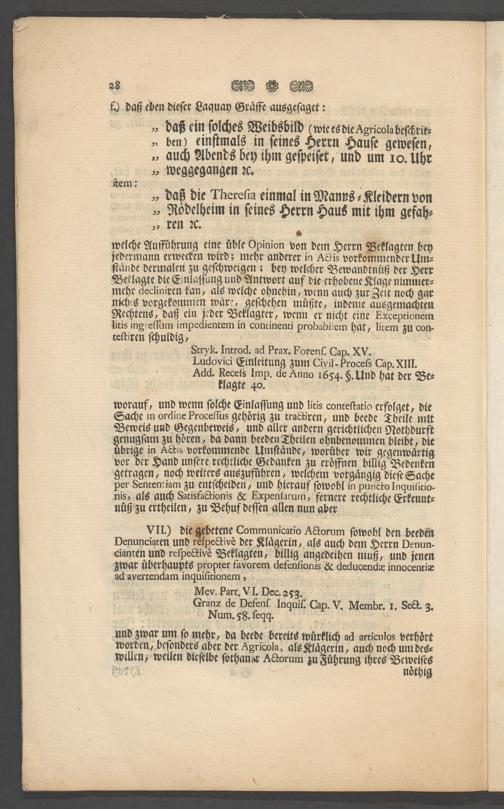 28
f.) daß eben dieser Laquay Gräffe ausgesaget:
„ daß ein solches Weibsbild (wie es die Agricola beschrie-
„ ben) einstmals in seines Herrn Hause gewesen,
„ auch Abends bey ihm gespeiset, und um 10. Uhr
„ weggegangen ꝛc.
item:
„ daß die Theresia einmal in Manns-Kleidern von
„ Rödelheim in seines Herrn Haus mit ihm gefah-
„ ren ꝛc.
welche Aufführung eine üble Opinion von dem Herrn Beklagten bey
jedermann erwecken wird; mehr anderer in Actis vorkommender Um-
stände dermalen zu geschweigen; bey welcher Bewandtnüß der Herr
Beklagte die Einlassung und Antwort auf die erhobene Klage nimmer-
mehr decliniren kan, als welche ohnehin, wenn auch zur Zeit noch gar
nichts vorgekommen wäre, geschehen müßte, indeme ausgemachten
Rechtens, daß ein jeder Beklagter, wenn er nicht eine Exceptionem
litis ingressum impedientem in continenti probabilem hat, litem zu con-
testiren schuldig,
Stryk. Introd. ad Prax. Forens. Cap. XV.
Ludovici Einleitung zum Civil-Process Cap. XIII.
Add. Recess Imp. de Anno 1654. §. Und hat der Be-
klagte 40.
worauf, und wenn solche Einlassung und litis contestatio erfolget, die
Sache in ordine Processus gehörig zu tractiren, und beede Theile mit
Beweis und Gegenbeweis, und aller andern gerichtlichen Nothdurft
genugsam zu hören, da dann beeden Theilen ohnbenommen bleibt, die
übrige in Actis vorkommende Umstände, worüber wir gegenwärtig
vor der Hand unsere rechtliche Gedanken zu eröffnen billig Bedenken
getragen, noch weiters auszuführen, welchem vorgängig diese Sache
per Sententiam zu entscheiden, und hierauf sowohl in puncto Inquisitio-
nis, als auch Satisfactionis & Expensarum, fernere rechtliche Erkennt-
nüß zu ertheilen, zu Behuf dessen allen nun aber
VII.) die gebetene Communicatio Actorum sowohl den beeden
Denunciaten und respectivè der Klägerin, als auch dem Herrn Denun-
cianten und respectivè Beklagten, billig angedeihen muß, und jenen
zwar überhaupts propter favorem defensionis & deducendæ innocentiæ
ad avertendam inquisitionem,
Mev. Part. VI. Dec. 253.
Granz de Defens Inquis. Cap. V. Membr. 1. Sect. 3.
Num. 58. seqq.
und zwar um so mehr, da beede bereits würklich ad articulos verhört
worden, besonders aber der Agricola, als Klägerin, auch noch um des-
willen, weilen dieselbe sothaner Actorum zu Führung ihres Beweises
nöthig